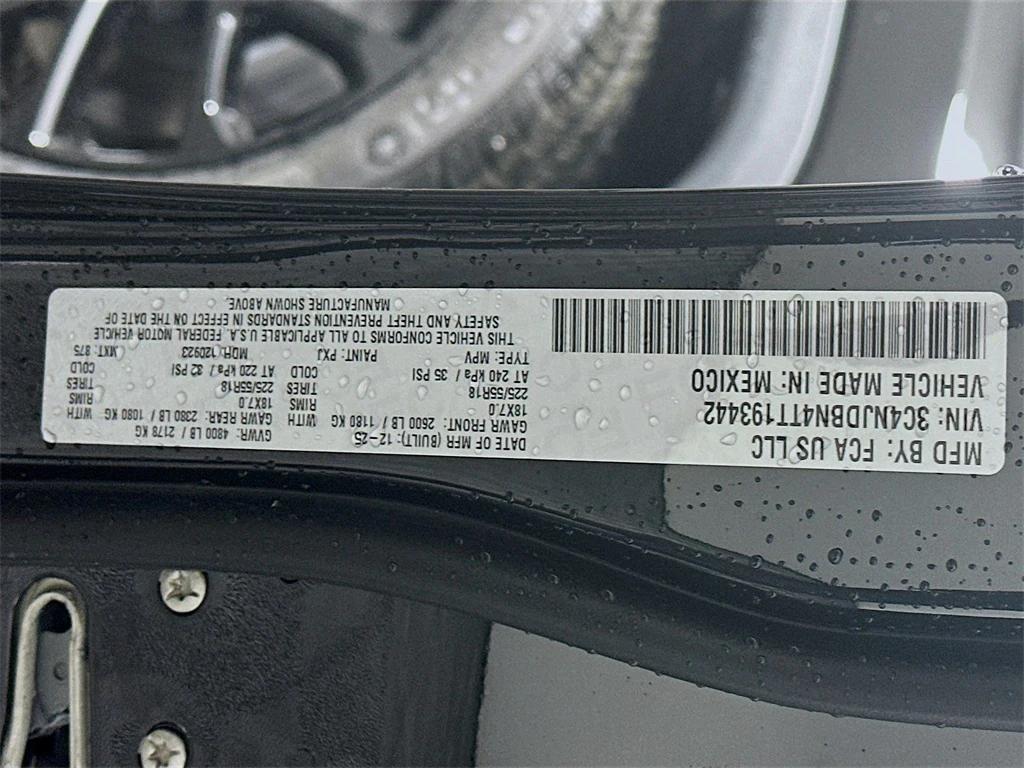 MFD BY: FCA US LLC
VIN: 3C4NJDBN4TT193442
VEHICLE MADE IN: MEXICO
DATE OF MFR (BUILT): 12-25 GVWR: 4800 LB / 2178 KG
GAWR FRONT: 2600 LB / 1180 KG WITH GAWR REAR: 2380 LB / 1080 KG WITH
18X7.0 RIMS 18X7.0 RIMS
225/55R18 TIRES 225/55R18 TIRES
AT 240 kPa / 35 PSI COLD AT 220 kPa / 32 PSI COLD
TYPE: MPV PAINT: PXJ MDH: 120923 MKT: 875
THIS VEHICLE CONFORMS TO ALL APPLICABLE U.S.A. FEDERAL MOTOR VEHICLE
SAFETY AND THEFT PREVENTION STANDARDS IN EFFECT ON THE DATE OF
MANUFACTURE SHOWN ABOVE.